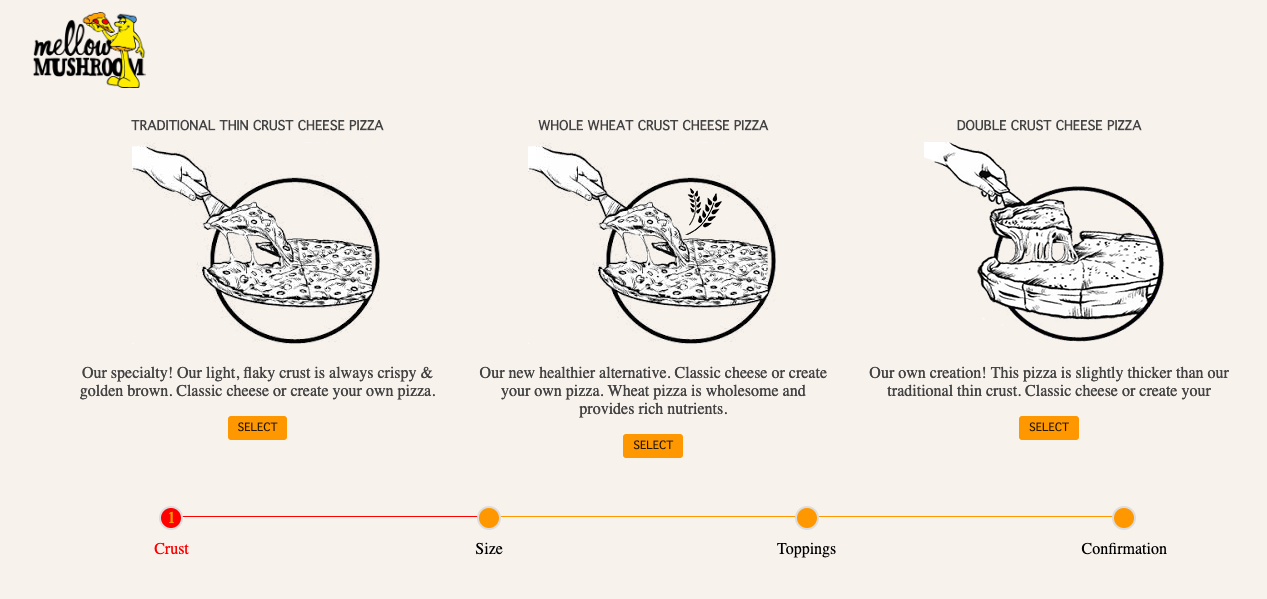 mellow
MUSHROOM
TRADITIONAL THIN CRUST CHEESE PIZZA
Our specialty! Our light, flaky crust is always crispy &
golden brown. Classic cheese or create your own pizza.
SELECT
WHOLE WHEAT CRUST CHEESE PIZZA
Our new healthier alternative. Classic cheese or create
your own pizza. Wheat pizza is wholesome and
provides rich nutrients.
SELECT
DOUBLE CRUST CHEESE PIZZA
Our own creation! This pizza is slightly thicker than our
traditional thin crust. Classic cheese or create your
SELECT
1
Crust
Size
Toppings
Confirmation